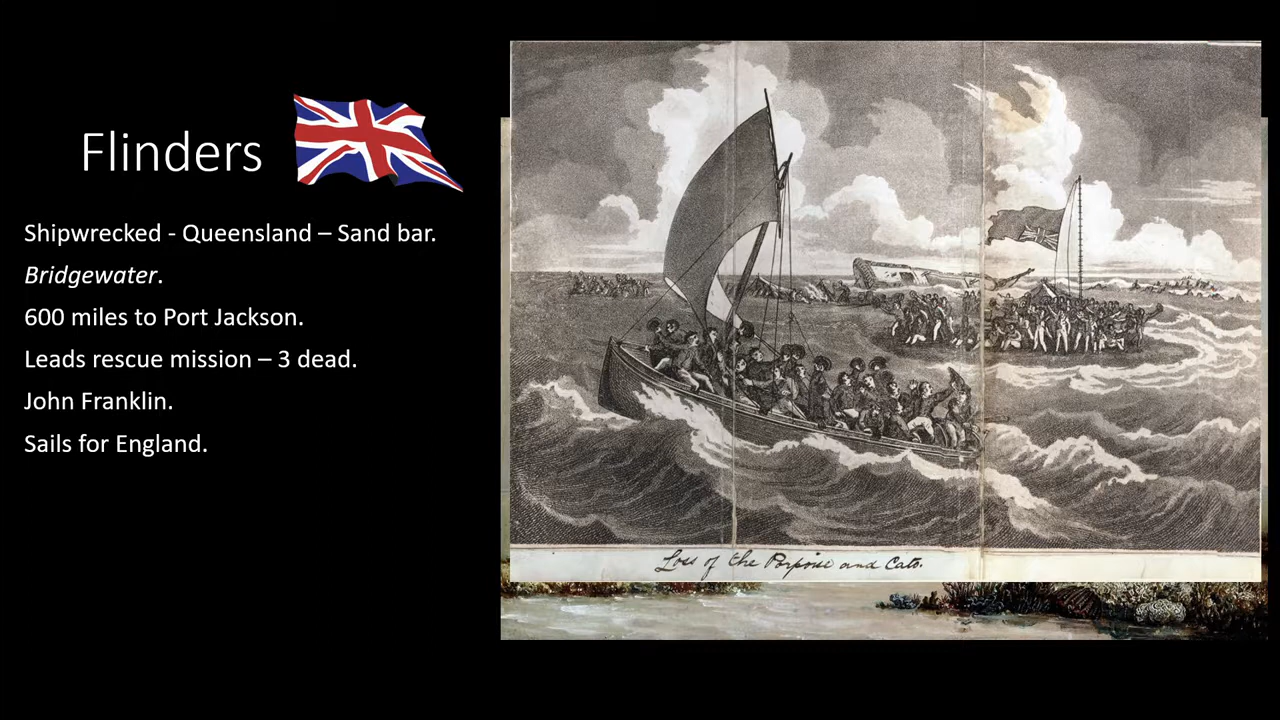 Flinders
Shipwrecked - Queensland – Sand bar.
Bridgewater.
600 miles to Port Jackson.
Leads rescue mission – 3 dead.
John Franklin.
Sails for England.
Loss of the Porpoise and Cato.